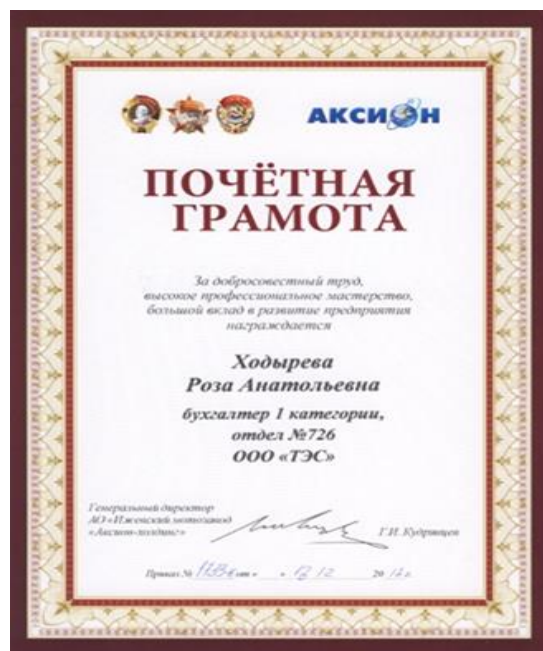 АКСИОН
ПОЧЁТНАЯ
ГРАМОТА
За добросовестный труд,
высокое профессиональное мастерство,
большой вклад в развитие предприятия
награждается
Ходырева
Роза Анатольевна
бухгалтер 1 категории,
отдел №726
ООО «ТЭС»
Генеральный директор
АО «Ижевский мотозавод
«Аксион-холдинг»
Г.И. Кудрявцев
Приказ № от « » 12 20